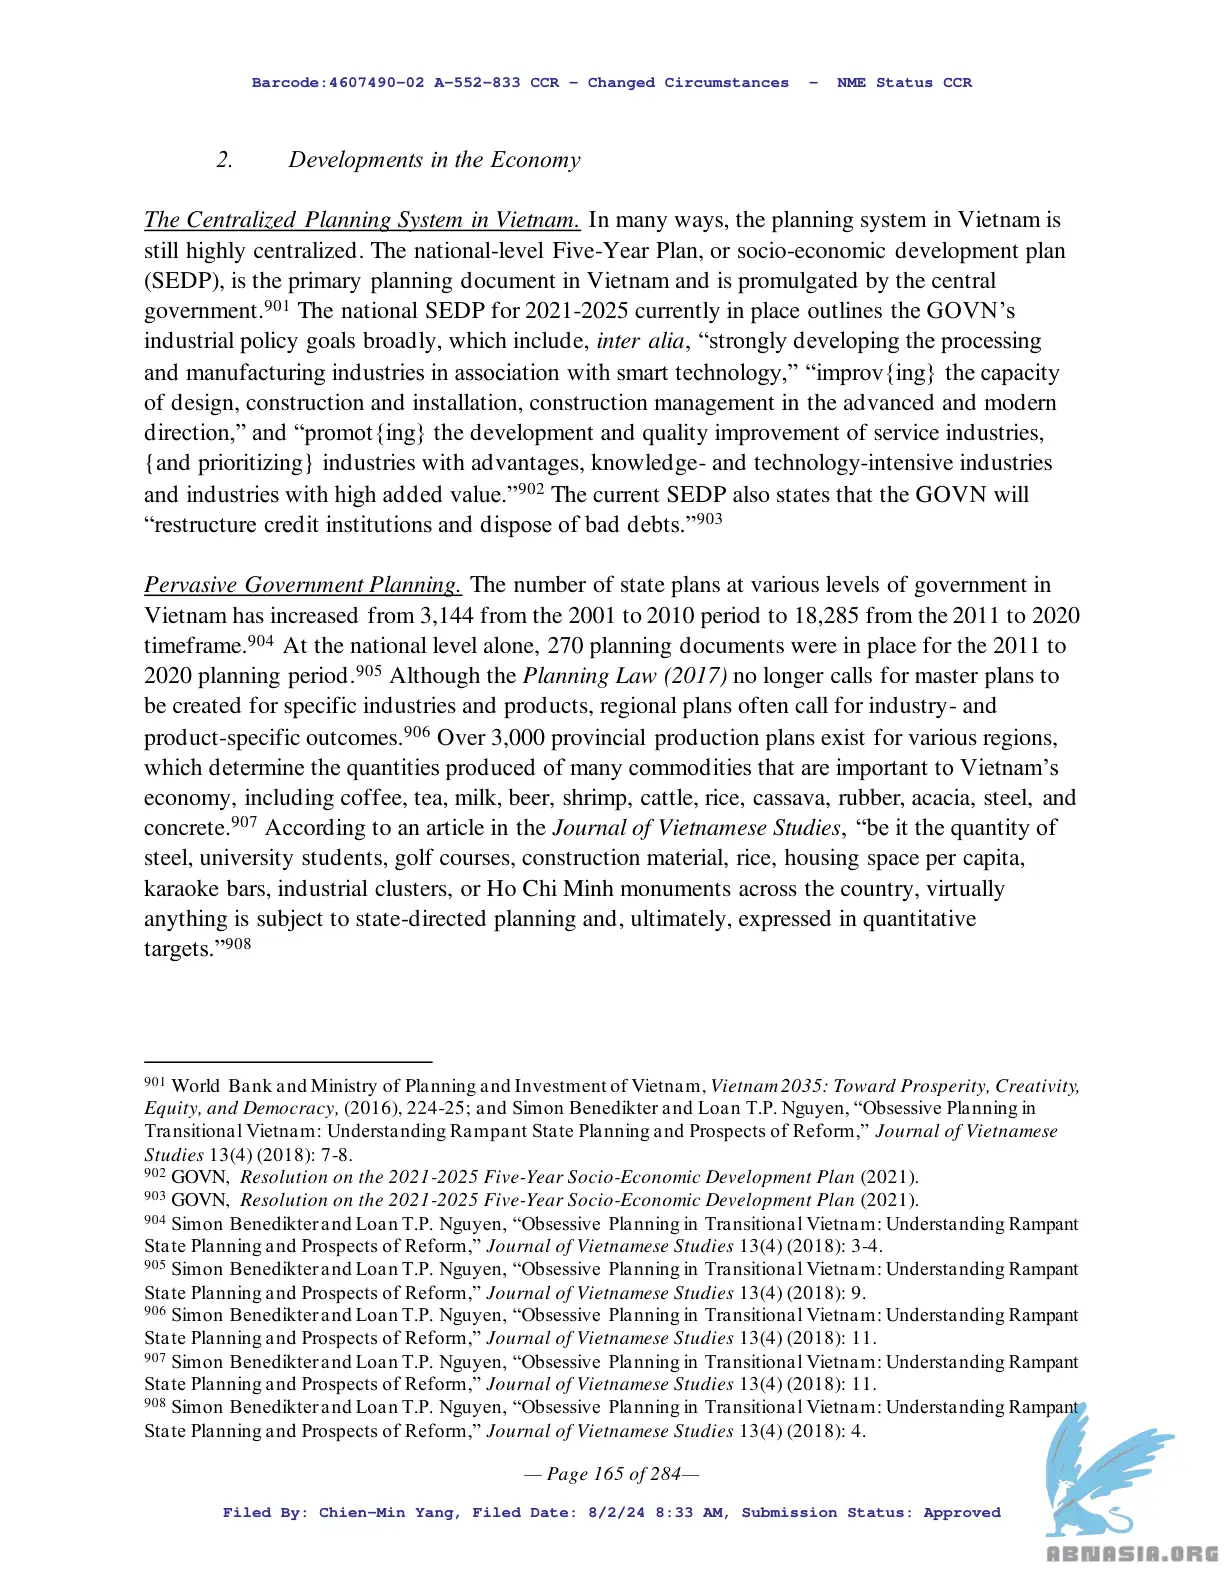 Barcode:4607490-02 A-552-833 CCR - Changed Circumstances - NME Status CCR
2. Developments in the Economy
The Centralized Planning System in Vietnam. In many ways, the planning system in Vietnam is
still highly centralized. The national-level Five-Year Plan, or socio-economic development plan
(SEDP), is the primary planning document in Vietnam and is promulgated by the central
government.901 The national SEDP for 2021-2025 currently in place outlines the GOVN’s
industrial policy goals broadly, which include, inter alia, “strongly developing the processing
and manufacturing industries in association with smart technology,” “improv{ing} the capacity
of design, construction and installation, construction management in the advanced and modern
direction,” and “promot{ing} the development and quality improvement of service industries,
{and prioritizing} industries with advantages, knowledge- and technology-intensive industries
and industries with high added value.”902 The current SEDP also states that the GOVN will
“restructure credit institutions and dispose of bad debts.”903
Pervasive Government Planning. The number of state plans at various levels of government in
Vietnam has increased from 3,144 from the 2001 to 2010 period to 18,285 from the 2011 to 2020
timeframe.904 At the national level alone, 270 planning documents were in place for the 2011 to
2020 planning period.905 Although the Planning Law (2017) no longer calls for master plans to
be created for specific industries and products, regional plans often call for industry- and
product-specific outcomes.906 Over 3,000 provincial production plans exist for various regions,
which determine the quantities produced of many commodities that are important to Vietnam’s
economy, including coffee, tea, milk, beer, shrimp, cattle, rice, cassava, rubber, acacia, steel, and
concrete.907 According to an article in the Journal of Vietnamese Studies, “be it the quantity of
steel, university students, golf courses, construction material, rice, housing space per capita,
karaoke bars, industrial clusters, or Ho Chi Minh monuments across the country, virtually
anything is subject to state-directed planning and, ultimately, expressed in quantitative
targets.”908
901 World Bank and Ministry of Planning and Investment of Vietnam, Vietnam 2035: Toward Prosperity, Creativity,
Equity, and Democracy, (2016), 224-25; and Simon Benedikter and Loan T.P. Nguyen, “Obsessive Planning in
Transitional Vietnam: Understanding Rampant State Planning and Prospects of Reform,” Journal of Vietnamese
Studies 13(4) (2018): 7-8.
902 GOVN, Resolution on the 2021-2025 Five-Year Socio-Economic Development Plan (2021).
903 GOVN, Resolution on the 2021-2025 Five-Year Socio-Economic Development Plan (2021).
904 Simon Benedikter and Loan T.P. Nguyen, “Obsessive Planning in Transitional Vietnam: Understanding Rampant
State Planning and Prospects of Reform,” Journal of Vietnamese Studies 13(4) (2018): 3-4.
905 Simon Benedikter and Loan T.P. Nguyen, “Obsessive Planning in Transitional Vietnam: Understanding Rampant
State Planning and Prospects of Reform,” Journal of Vietnamese Studies 13(4) (2018): 9.
906 Simon Benedikter and Loan T.P. Nguyen, “Obsessive Planning in Transitional Vietnam: Understanding Rampant
State Planning and Prospects of Reform,” Journal of Vietnamese Studies 13(4) (2018): 11.
907 Simon Benedikter and Loan T.P. Nguyen, “Obsessive Planning in Transitional Vietnam: Understanding Rampant
State Planning and Prospects of Reform,” Journal of Vietnamese Studies 13(4) (2018): 11.
908 Simon Benedikter and Loan T.P. Nguyen, “Obsessive Planning in Transitional Vietnam: Understanding Rampant
State Planning and Prospects of Reform,” Journal of Vietnamese Studies 13(4) (2018): 4.
— Page 165 of 284—
Filed By: Chien-Min Yang, Filed Date: 8/2/24 8:33 AM, Submission Status: Approved
ABNASIA.ORG